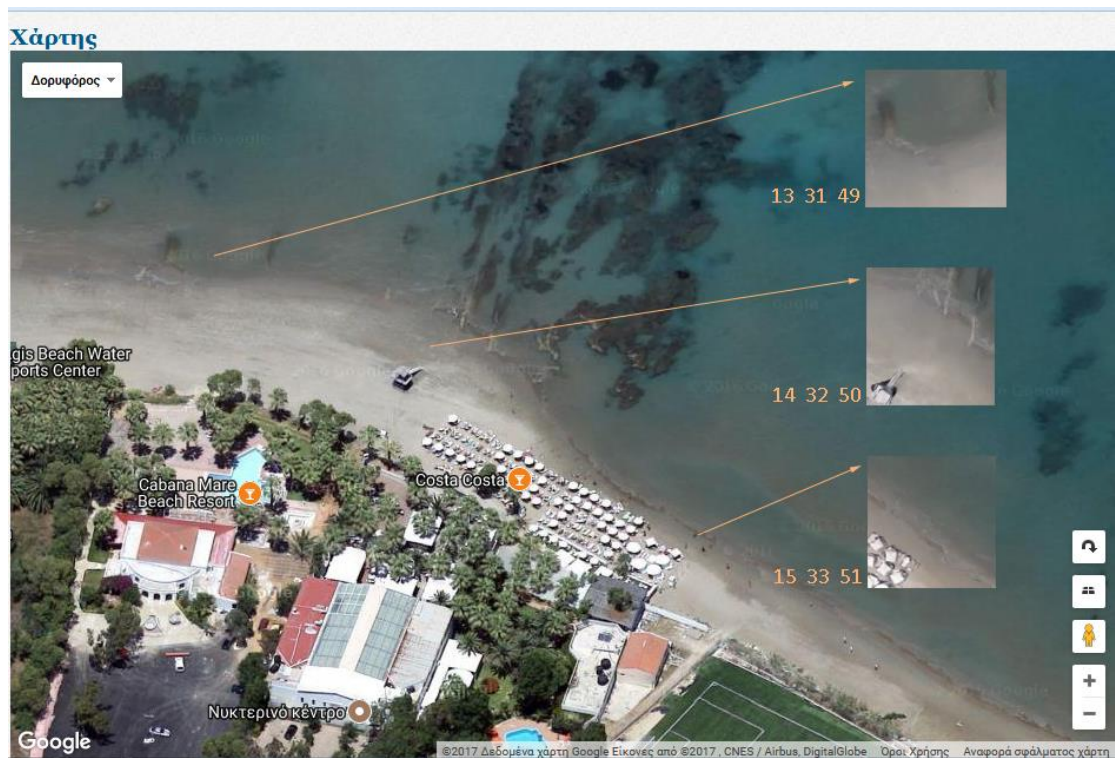 Χάρτης
Δορυφόρος
13 31 49
14 32 50
gis Beach Water
ports Center
Costa Costa
Cabana Mare
Beach Resort
15 33 51
Νυκτερινό κέντρο
Google
©2017 Δεδομένα χάρτη Google Εικόνες από ©2017 , CNES / Airbus, DigitalGlobe Όροι Χρήσης Αναφορά σφάλματος χάρτη